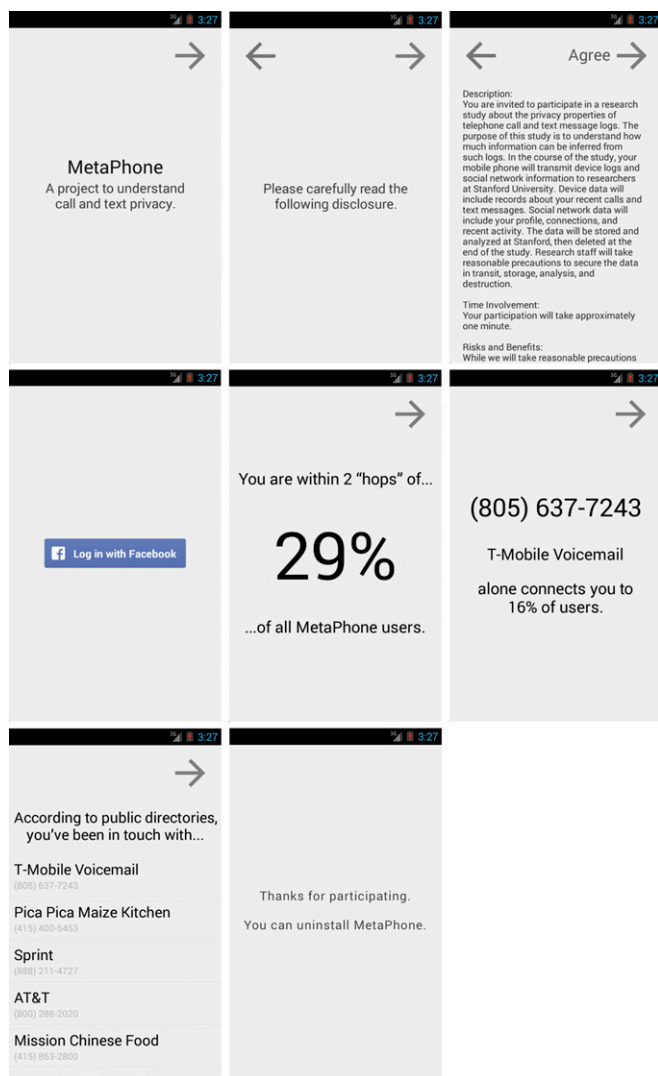 3G 3:27
MetaPhone
A project to understand
call and text privacy.
3G 3:27
Please carefully read the
following disclosure.
3G 3:27
Agree
Description:
You are invited to participate in a research
study about the privacy properties of
telephone call and text message logs. The
purpose of this study is to understand how
much information can be inferred from
such logs. In the course of the study, your
mobile phone will transmit device logs and
social network information to researchers
at Stanford University. Device data will
include records about your recent calls and
text messages. Social network data will
include your profile, connections, and
recent activity. The data will be stored and
analyzed at Stanford, then deleted at the
end of the study. Research staff will take
reasonable precautions to secure the data
in transit, storage, analysis, and
destruction.
Time Involvement:
Your participation will take approximately
one minute.
Risks and Benefits:
While we will take reasonable precautions
3G 3:27
f Log in with Facebook
3G 3:27
You are within 2 “hops” of...
29%
...of all MetaPhone users.
3G 3:27
(805) 637-7243
T-Mobile Voicemail
alone connects you to
16% of users.
3G 3:27
According to public directories,
you’ve been in touch with...
T-Mobile Voicemail
(805) 637-7243
Pica Pica Maize Kitchen
(415) 400-5453
Sprint
(888) 211-4727
AT&T
(800) 288-2020
Mission Chinese Food
(415) 863-2800
3G 3:27
Thanks for participating.
You can uninstall MetaPhone.